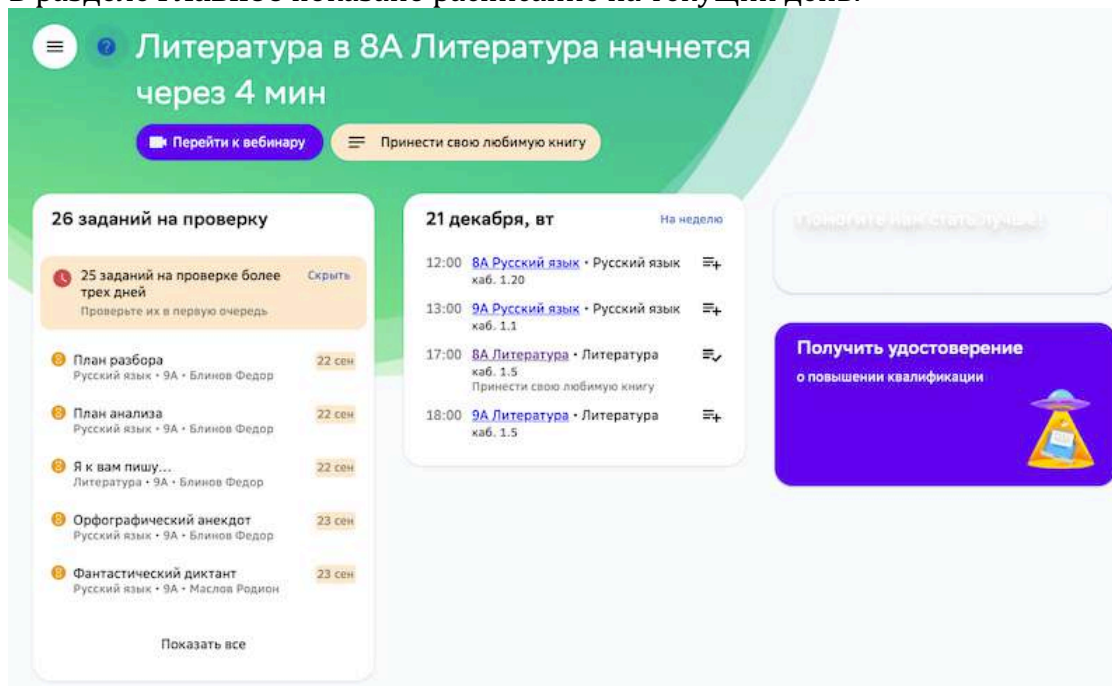 В разделе Главное показано расписание на текущий день.
Литература в 8А Литература начнется
через 4 мин
Перейти к вебинару
Принести свою любимую книгу
26 заданий на проверку
25 заданий на проверке более
трех дней
Скрыть
Проверьте их в первую очередь
План разбора
22 сен
Русский язык • 9А • Блинов Федор
План анализа
22 сен
Русский язык • 9А • Блинов Федор
Я к вам пишу...
22 сен
Литература • 9А • Блинов Федор
Орфографический анекдот
23 сен
Русский язык • 9А • Блинов Федор
Фантастический диктант
23 сен
Русский язык • 9А • Маслов Родион
Показать все
21 декабря, вт
На неделю
12:00 8А Русский язык • Русский язык
каб. 1.20
13:00 9А Русский язык • Русский язык
каб. 1.1
17:00 8А Литература • Литература
каб. 1.5
Принести свою любимую книгу
18:00 9А Литература • Литература
каб. 1.5
Помогите нам стать лучше!
Получить удостоверение
о повышении квалификации